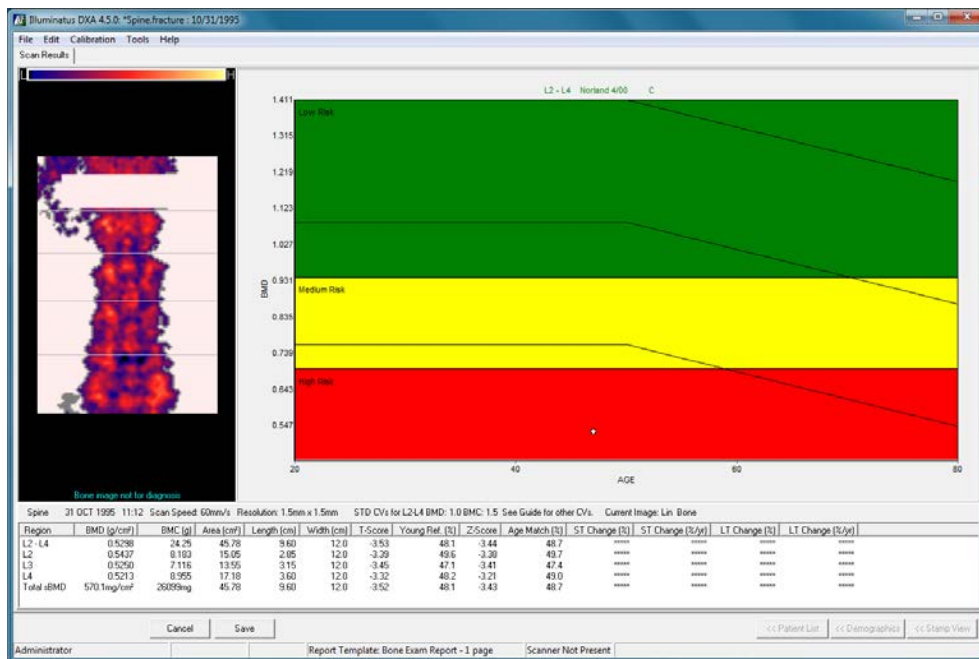 Illuminatus DXA 4.5.0: *Spine.fracture : 10/31/1995
File Edit Calibration Tools Help
Scan Results
L H
L2 - L4 Norland 4/00 C
1.411
Low Risk
1.315
1.219
1.123
1.027
0.931
BMD
Medium Risk
0.835
0.739
High Risk
0.643
0.547
20 40 60 80
AGE
Bone image not for diagnosis
Spine 31 OCT 1995 11:12 Scan Speed: 60mm/s Resolution: 1.5mm x 1.5mm STD CVs for L2-L4 BMD: 1.0 BMC: 1.5 See Guide for other CVs. Current Image: Lin Bone
Region BMD (g/cm²) BMC (g) Area (cm²) Length (cm) Width (cm) T-Score Young Ref. (%) Z-Score Age Match (%) ST Change (%) ST Change (%/yr) LT Change (%) LT Change (%/yr)
L2 - L4 0.5298 24.25 45.78 9.60 12.0 -3.53 48.1 -3.44 48.7 ***** ***** ***** *****
L2 0.5437 8.183 15.05 2.85 12.0 -3.39 49.6 -3.38 49.7 ***** ***** ***** *****
L3 0.5250 7.116 13.55 3.15 12.0 -3.45 47.1 -3.41 47.4 ***** ***** ***** *****
L4 0.5213 8.955 17.18 3.60 12.0 -3.32 48.2 -3.21 49.0 ***** ***** ***** *****
Total sBMD 570.1mg/cm² 26099mg 45.78 9.60 12.0 -3.52 48.1 -3.43 48.7 ***** ***** ***** *****
Cancel Save << Patient List << Demographics << Stamp View
Administrator Report Template: Bone Exam Report - 1 page Scanner Not Present